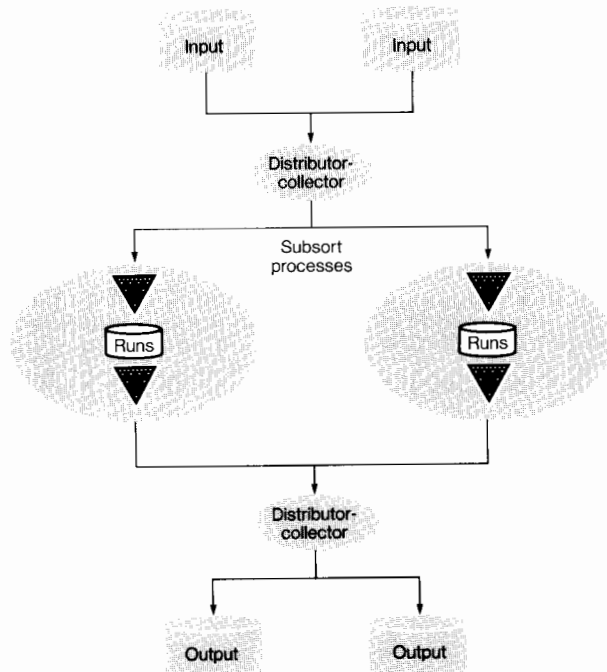 Input
Input
Distributor-
collector
Subsort
processes
Runs
Runs
Distributor-
collector
Output
Output